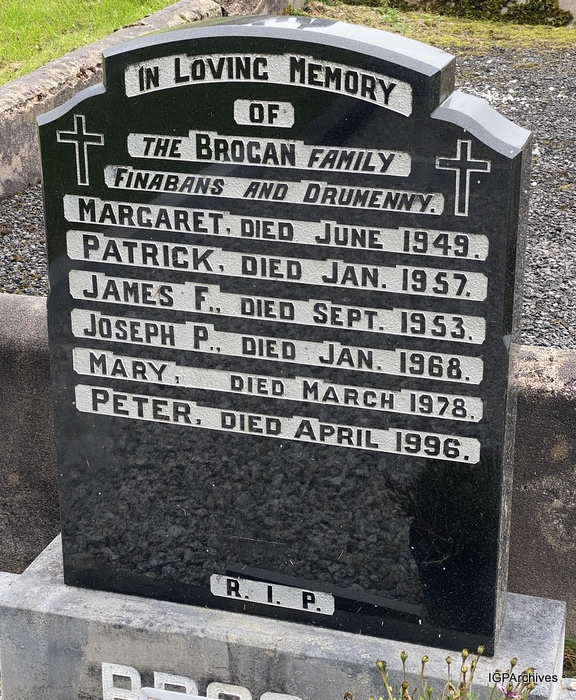 IN LOVING MEMORY
OF
THE BROGAN FAMILY
FINABANS AND DRUMENNY.
MARGARET, DIED JUNE 1949.
PATRICK, DIED JAN. 1957.
JAMES F., DIED SEPT. 1953.
JOSEPH P., DIED JAN. 1968.
MARY, DIED MARCH 1978.
PETER, DIED APRIL 1996.
R. I. P.
IGPArchives